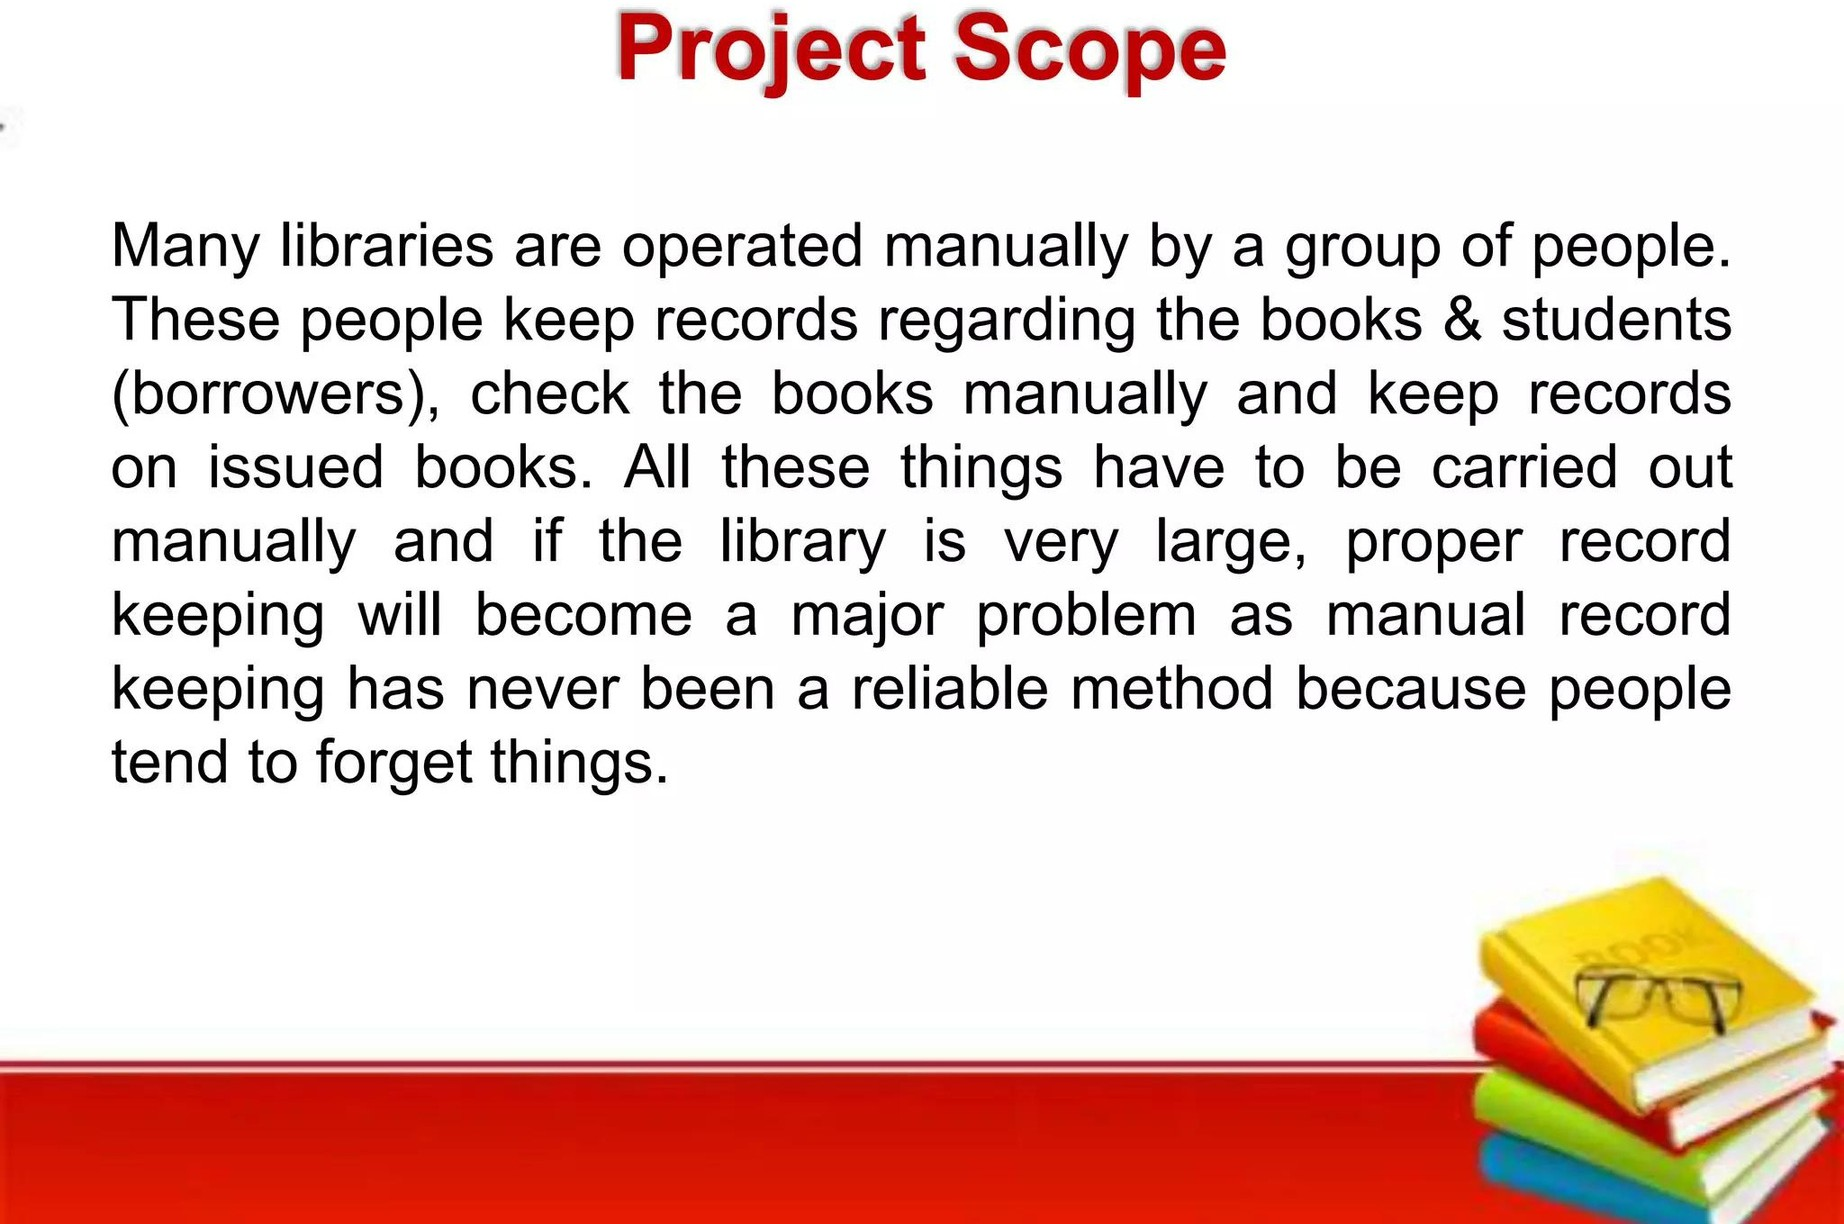 Project Scope
Many libraries are operated manually by a group of people.
These people keep records regarding the books & students
(borrowers), check the books manually and keep records
on issued books. All these things have to be carried out
manually and if the library is very large, proper record
keeping will become a major problem as manual record
keeping has never been a reliable method because people
tend to forget things.
BOOK